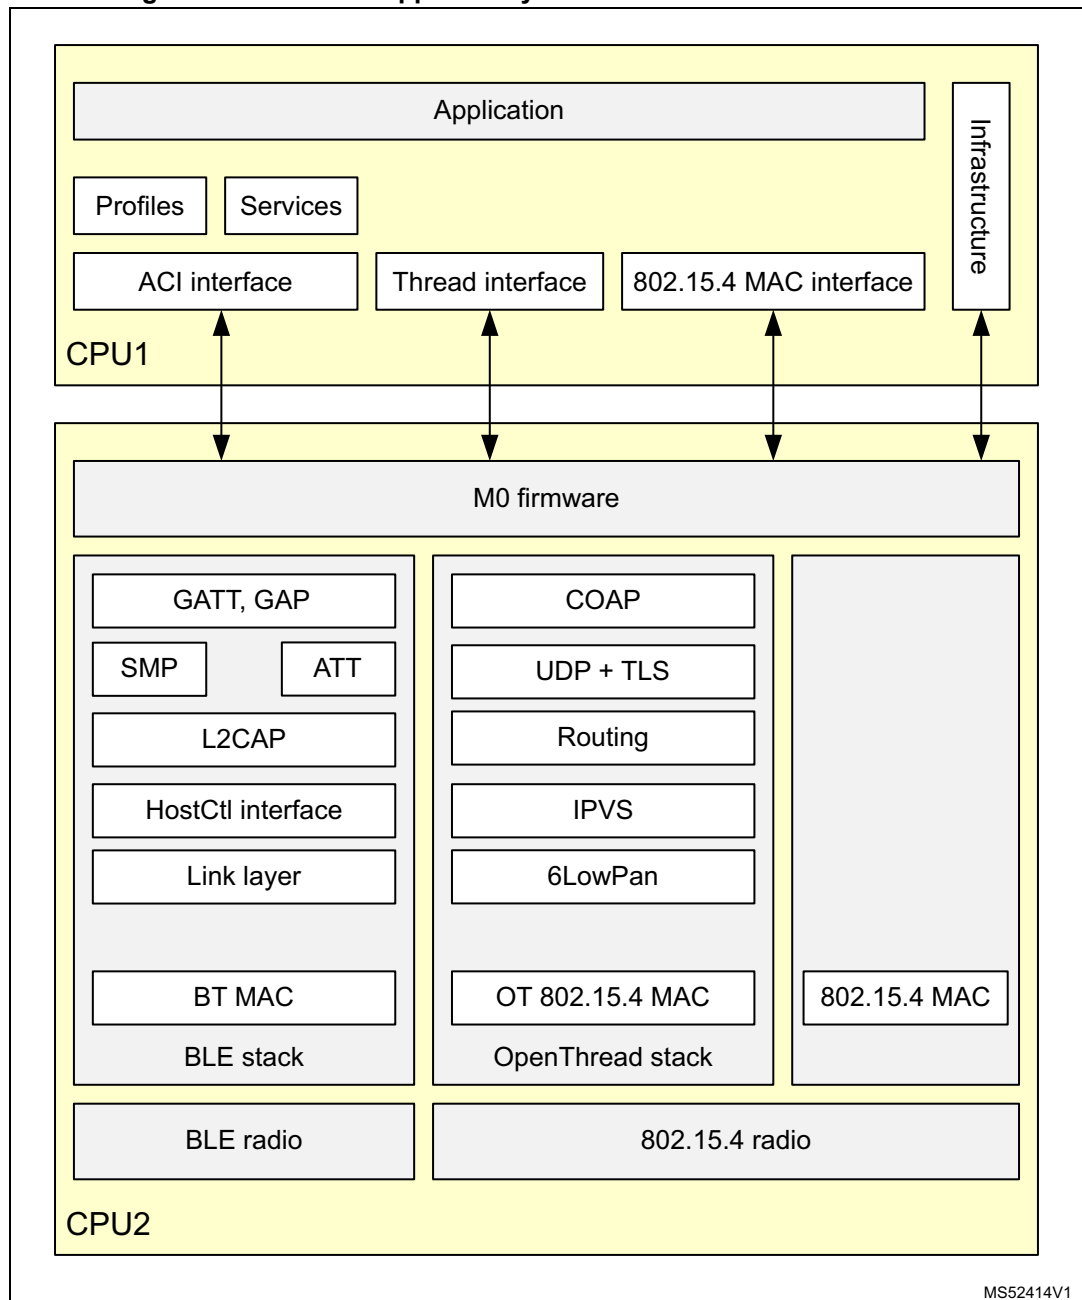 Application
Infrastructure
Profiles
Services
ACI interface
Thread interface
802.15.4 MAC interface
CPU1
M0 firmware
GATT, GAP
SMP
ATT
L2CAP
HostCtl interface
Link layer
BT MAC
BLE stack
COAP
UDP + TLS
Routing
IPVS
6LowPan
OT 802.15.4 MAC
OpenThread stack
802.15.4 MAC
BLE radio
802.15.4 radio
CPU2
MS52414V1